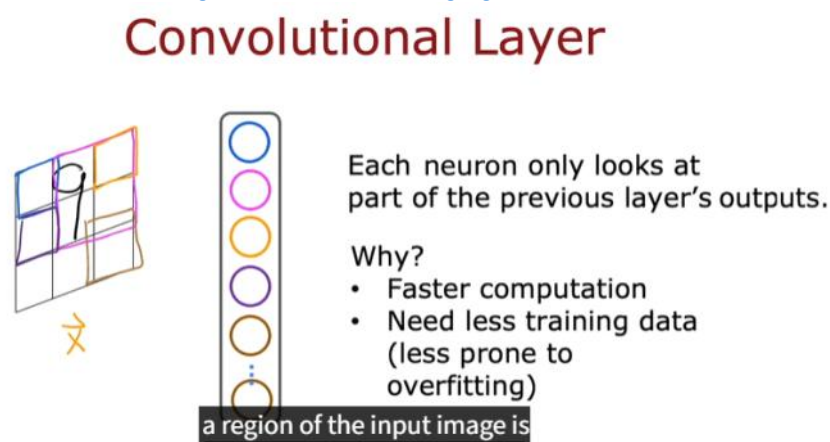 Convolutional Layer
9
Each neuron only looks at
part of the previous layer's outputs.
Why?
• Faster computation
• Need less training data
(less prone to
overfitting)
x⃗
a region of the input image is